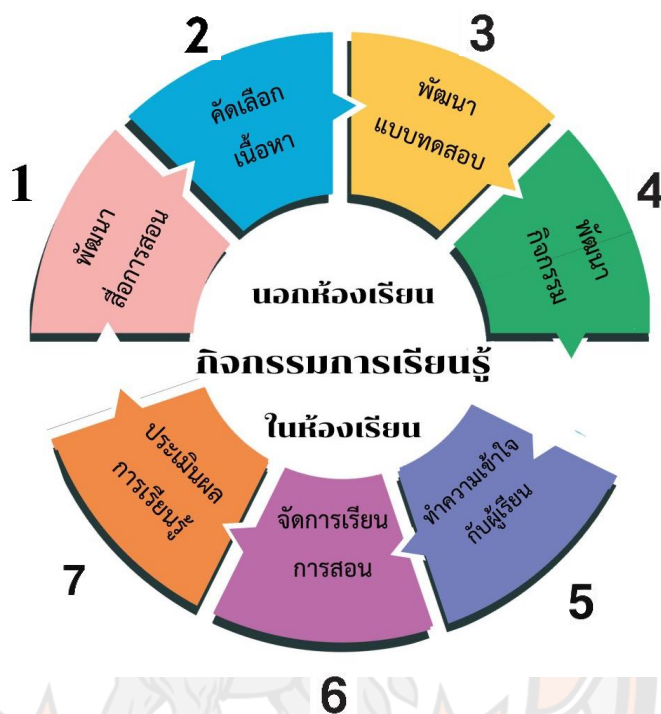 1
พัฒนา
สื่อการสอน
2
คัดเลือก
เนื้อหา
3
พัฒนา
แบบทดสอบ
4
พัฒนา
กิจกรรม
นอกห้องเรียน
กิจกรรมการเรียนรู้
ในห้องเรียน
5
ทำความเข้าใจ
กับผู้เรียน
6
จัดการเรียน
การสอน
7
ประเมินผล
การเรียนรู้